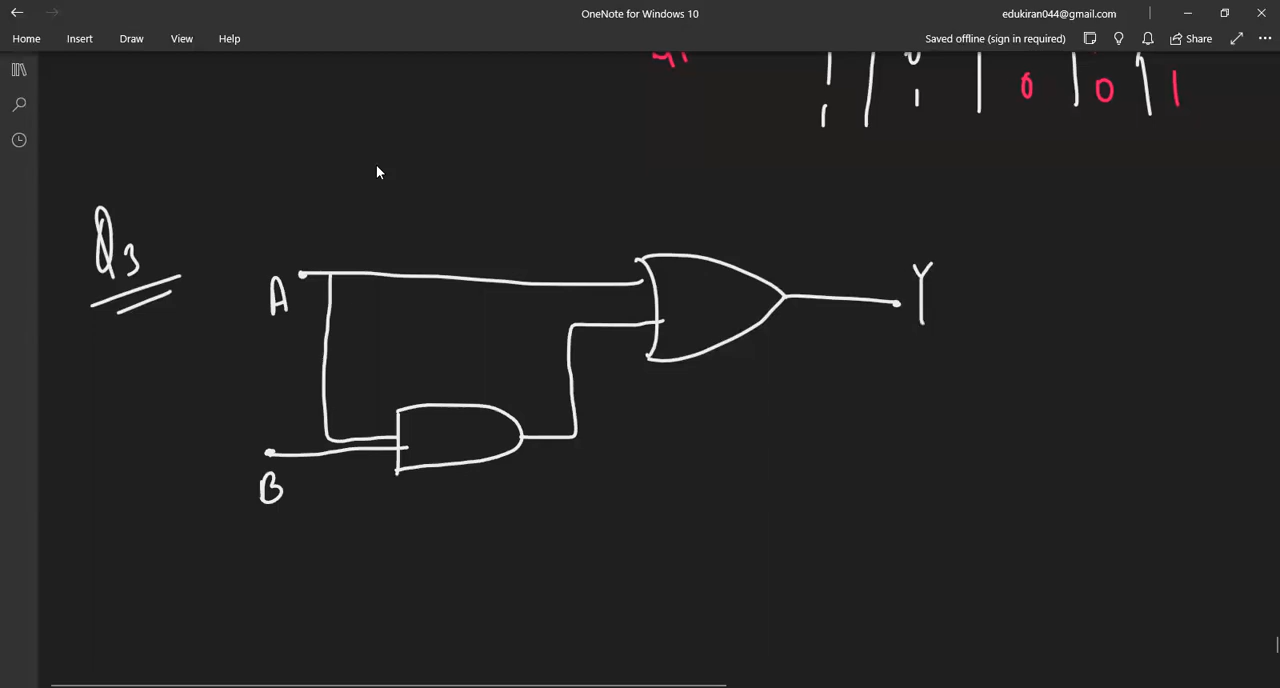 OneNote for Windows 10
edukiran044@gmail.com
Home Insert Draw View Help
Saved offline (sign in required)
Share
1 0 0 1
Q3
A
Y
B